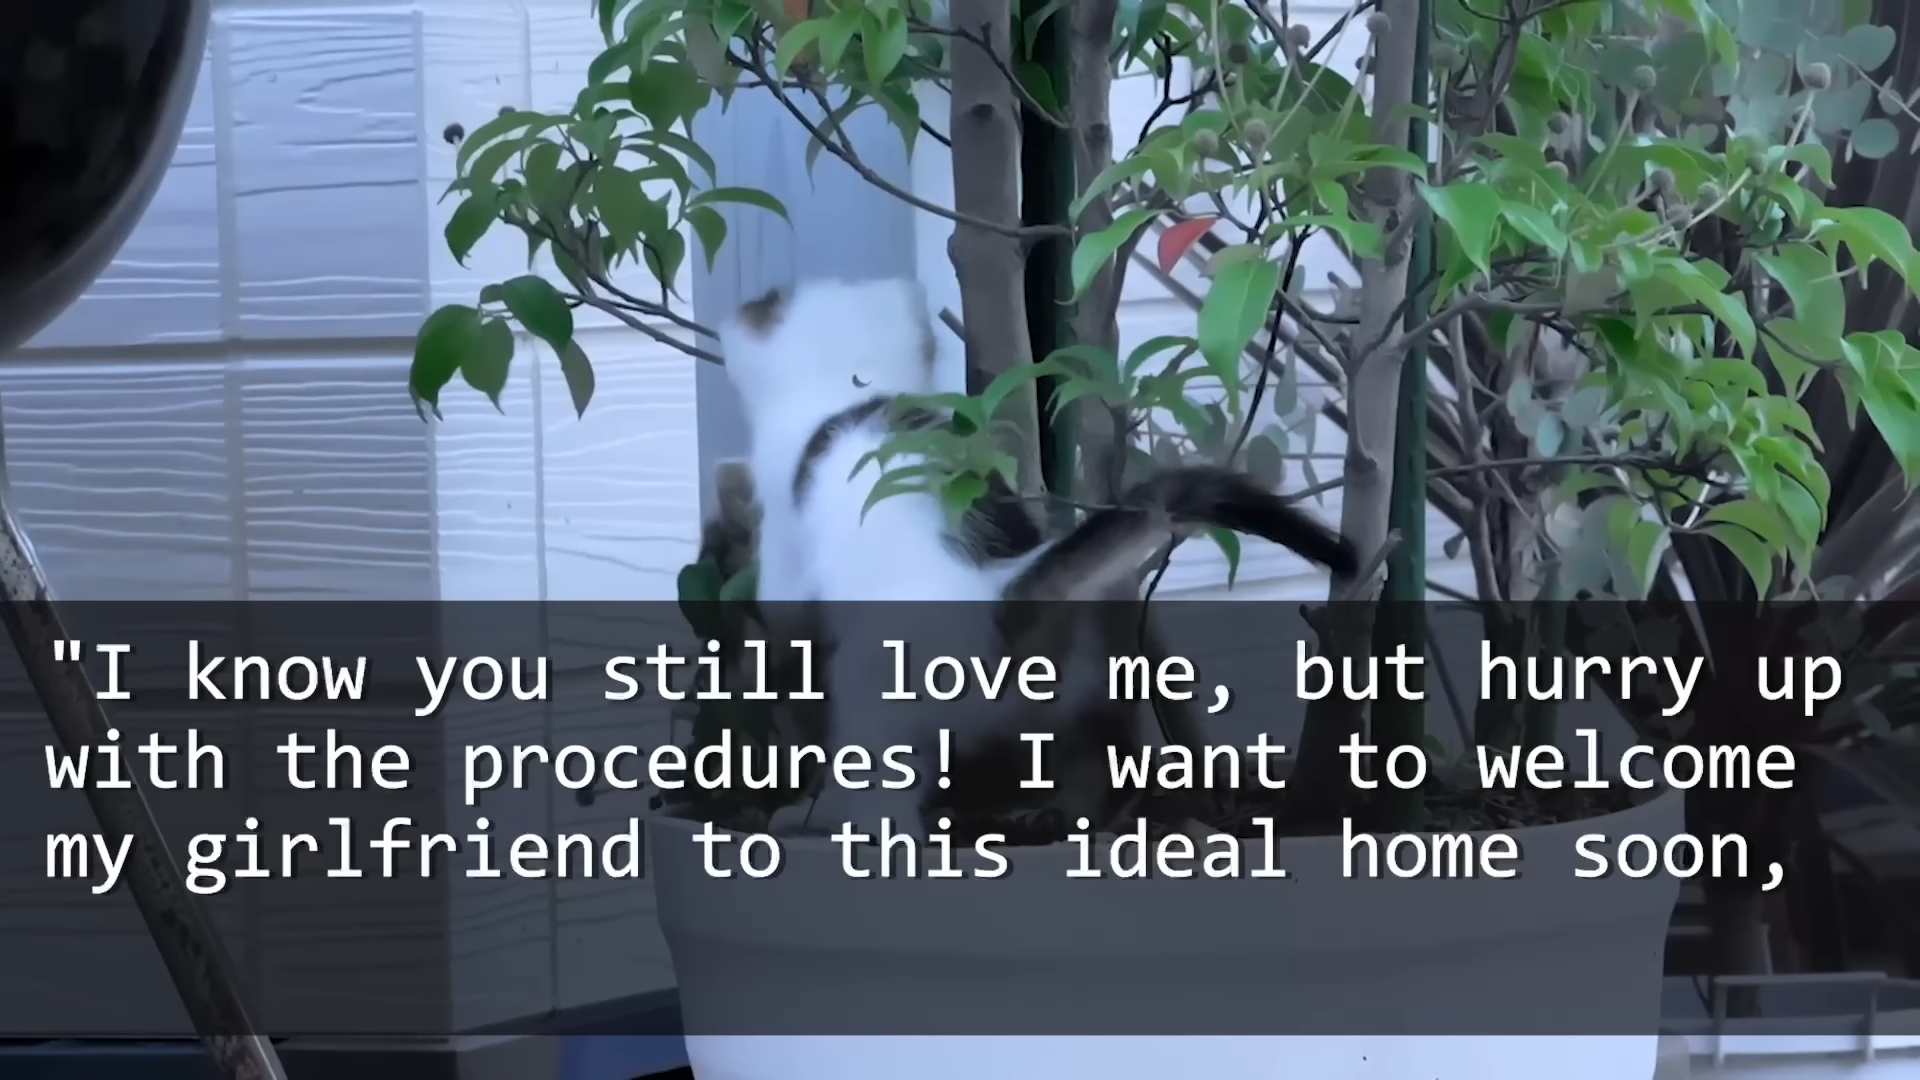 "I know you still love me, but hurry up
with the procedures! I want to welcome
my girlfriend to this ideal home soon,